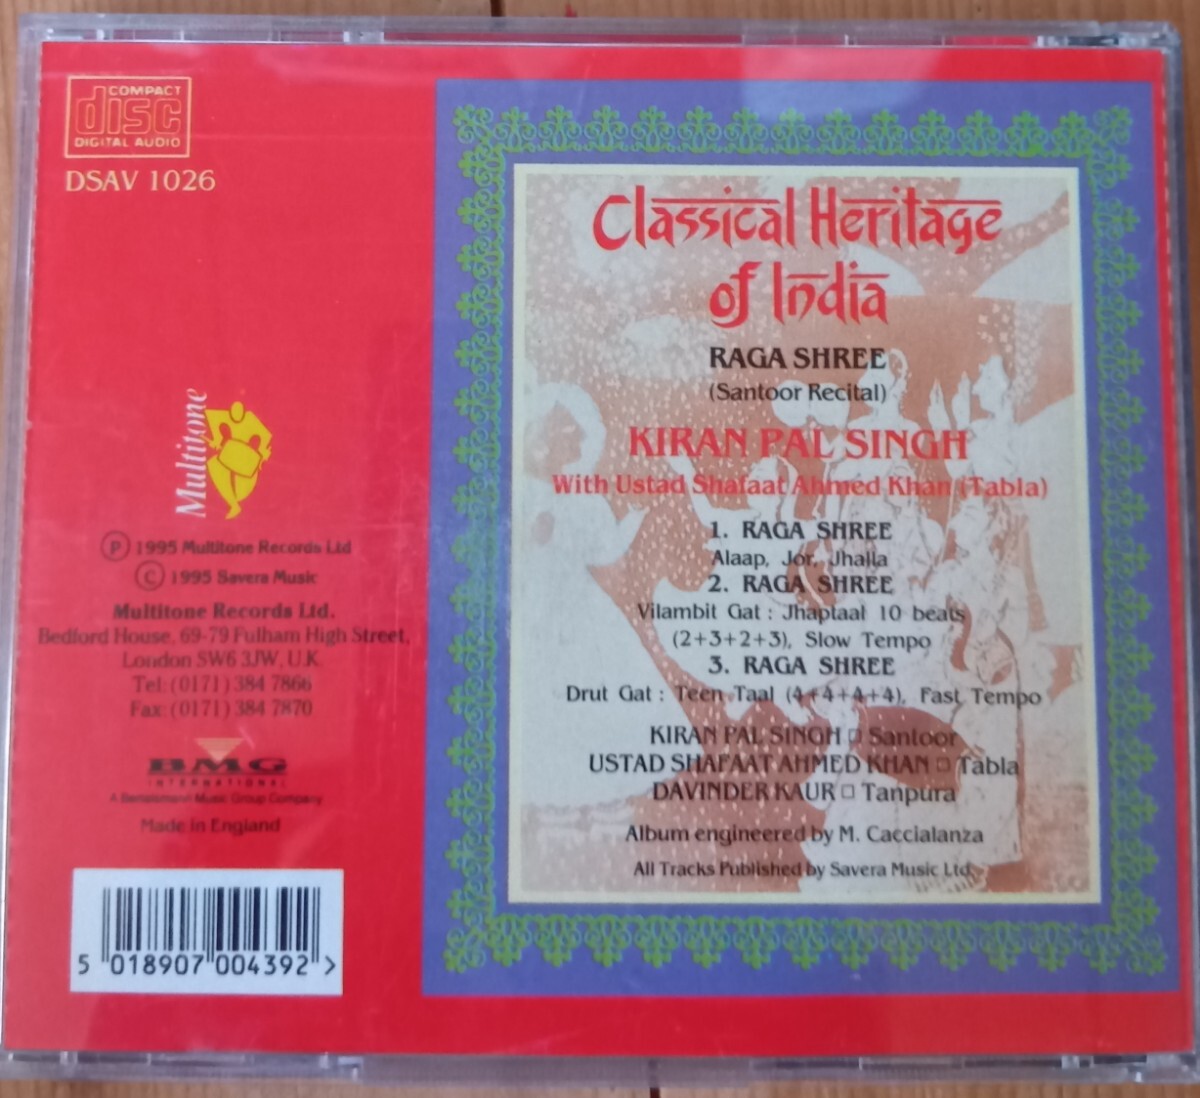 COMPACT
disc
DIGITAL AUDIO
DSAV 1026
Multitone
Ⓟ 1995 Multitone Records Ltd
© 1995 Savera Music
Multitone Records Ltd.
Bedford House, 69-79 Fulham High Street,
London SW6 3JW, U.K.
Tel: (0171) 384 7866
Fax: (0171) 384 7870
BMG
INTERNATIONAL
A Bertelsmann Music Group Company
Made in England
5 018907 004392 >
Classical Heritage
of India
RAGA SHREE
(Santoor Recital)
KIRAN PAL SINGH
With Ustad Shafaat Ahmed Khan (Tabla)
1. RAGA SHREE
Alaap, Jor, Jhalla
2. RAGA SHREE
Vilambit Gat : Jhaptaal 10 beats
(2+3+2+3), Slow Tempo
3. RAGA SHREE
Drut Gat : Teen Taal (4+4+4+4), Fast Tempo
KIRAN PAL SINGH □ Santoor
USTAD SHAFAAT AHMED KHAN □ Tabla
DAVINDER KAUR □ Tanpura
Album engineered by M. Caccialanza
All Tracks Published by Savera Music Ltd.